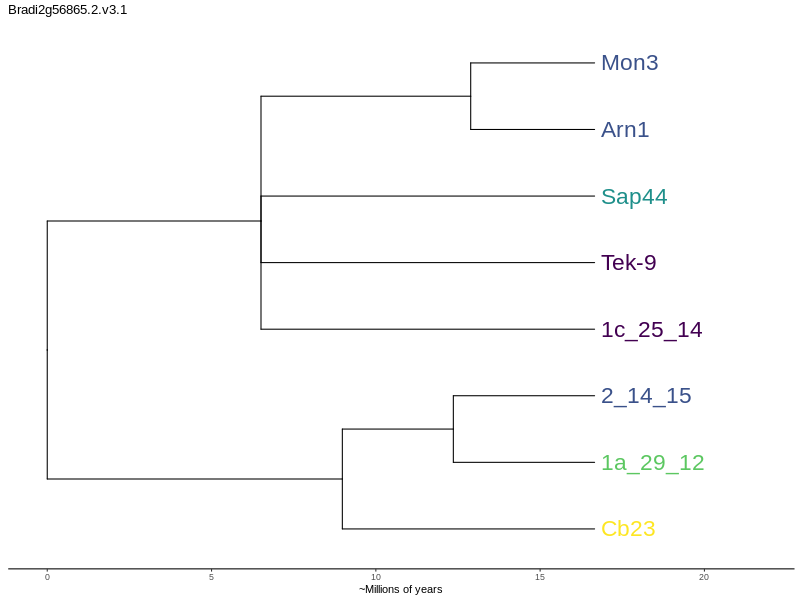 Bradi2g56865.2.v3.1
Mon3
Arn1
Sap44
Tek-9
1c_25_14
2_14_15
1a_29_12
Cb23
0 5 10 15 20
~Millions of years